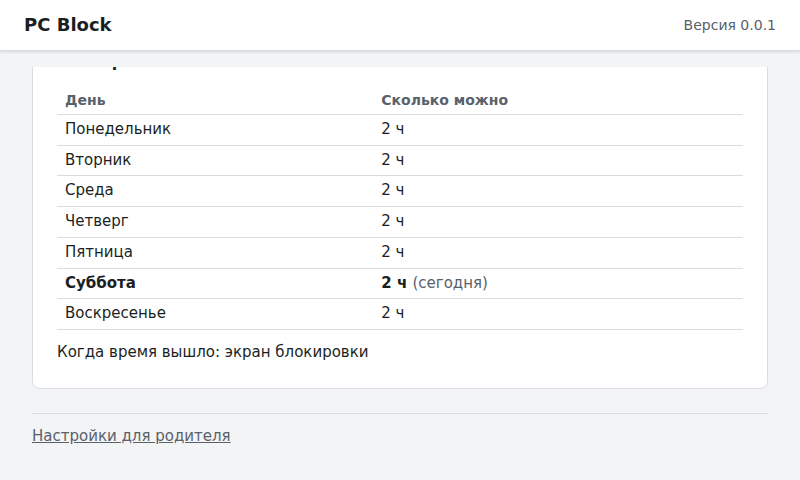 PC Block
Версия 0.0.1
День Сколько можно
Понедельник 2 ч
Вторник 2 ч
Среда 2 ч
Четверг 2 ч
Пятница 2 ч
Суббота 2 ч (сегодня)
Воскресенье 2 ч
Когда время вышло: экран блокировки
Настройки для родителя